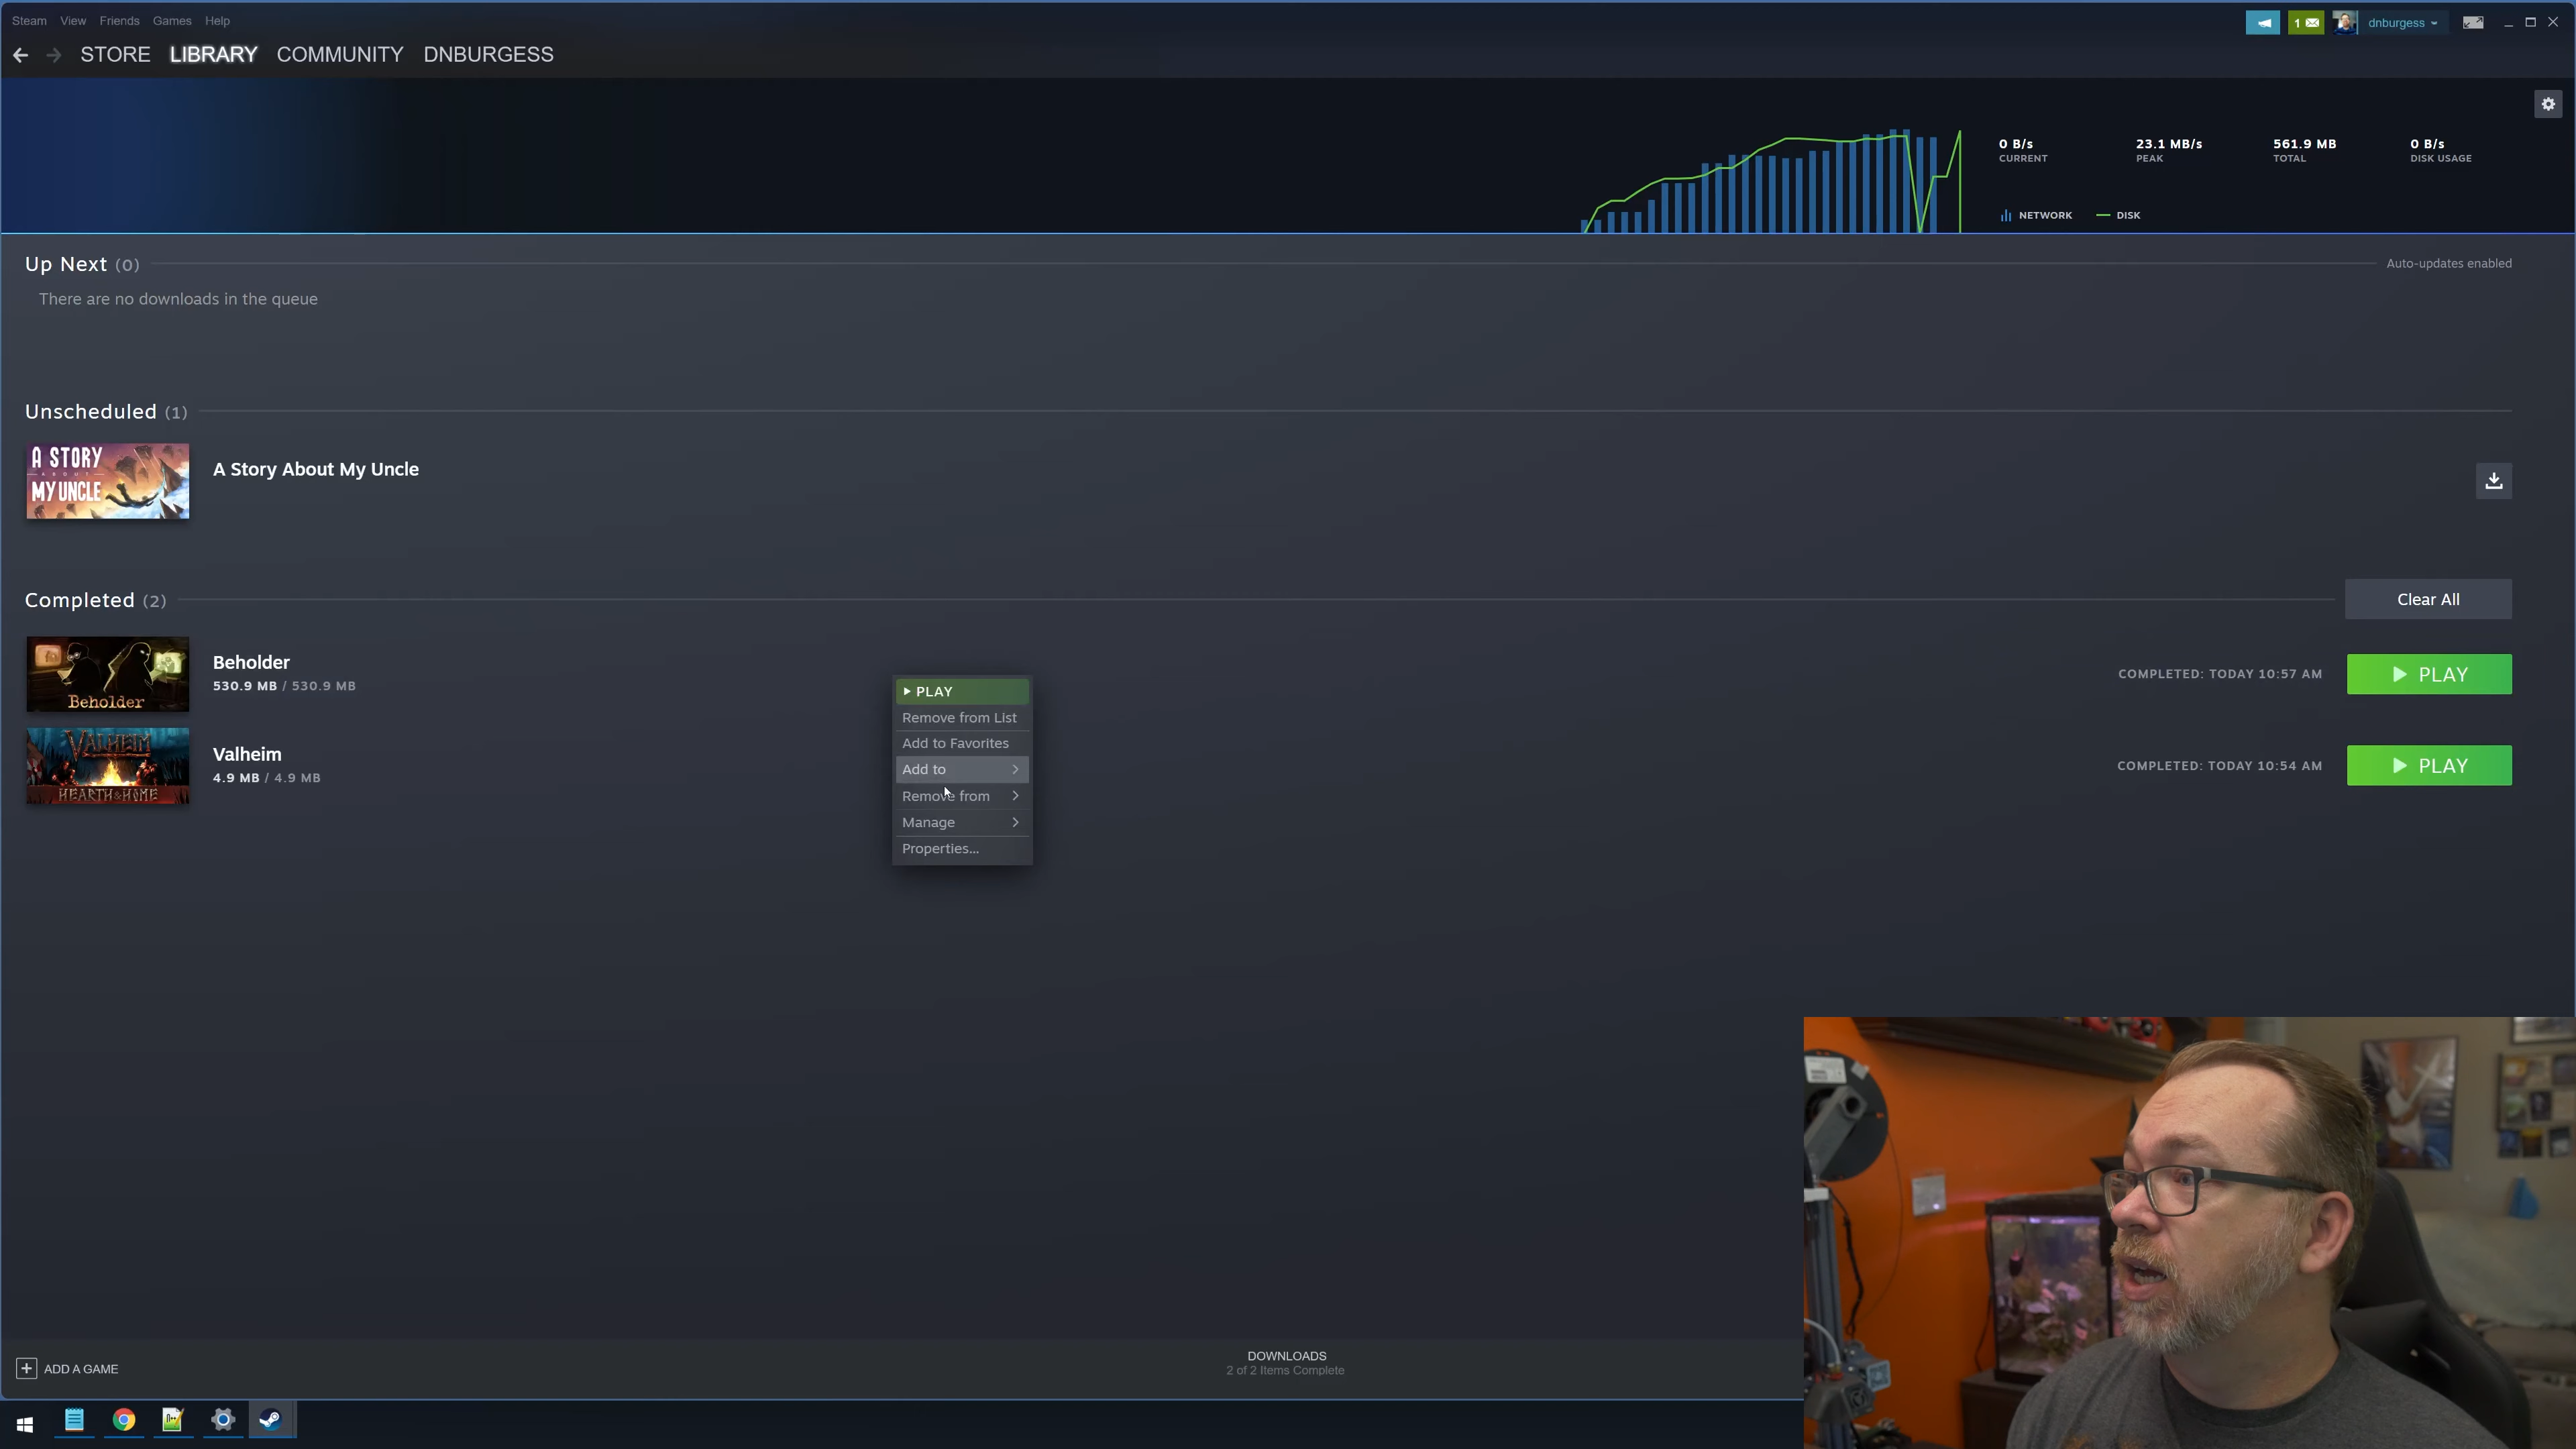 Steam View Friends Games Help
1
dnburgess
STORE LIBRARY COMMUNITY DNBURGESS
0 B/s 23.1 MB/s 561.9 MB 0 B/s
CURRENT PEAK TOTAL DISK USAGE
NETWORK DISK
Up Next (0)
Auto-updates enabled
There are no downloads in the queue
Unscheduled (1)
A STORY
ABOUT
MY UNCLE
A Story About My Uncle
Completed (2)
Clear All
Beholder
Beholder
530.9 MB / 530.9 MB
COMPLETED: TODAY 10:57 AM
PLAY
VALHEIM
HEARTH & HOME
Valheim
4.9 MB / 4.9 MB
COMPLETED: TODAY 10:54 AM
PLAY
PLAY
Remove from List
Add to Favorites
Add to
Remove from
Manage
Properties...
ADD A GAME
DOWNLOADS
2 of 2 Items Complete